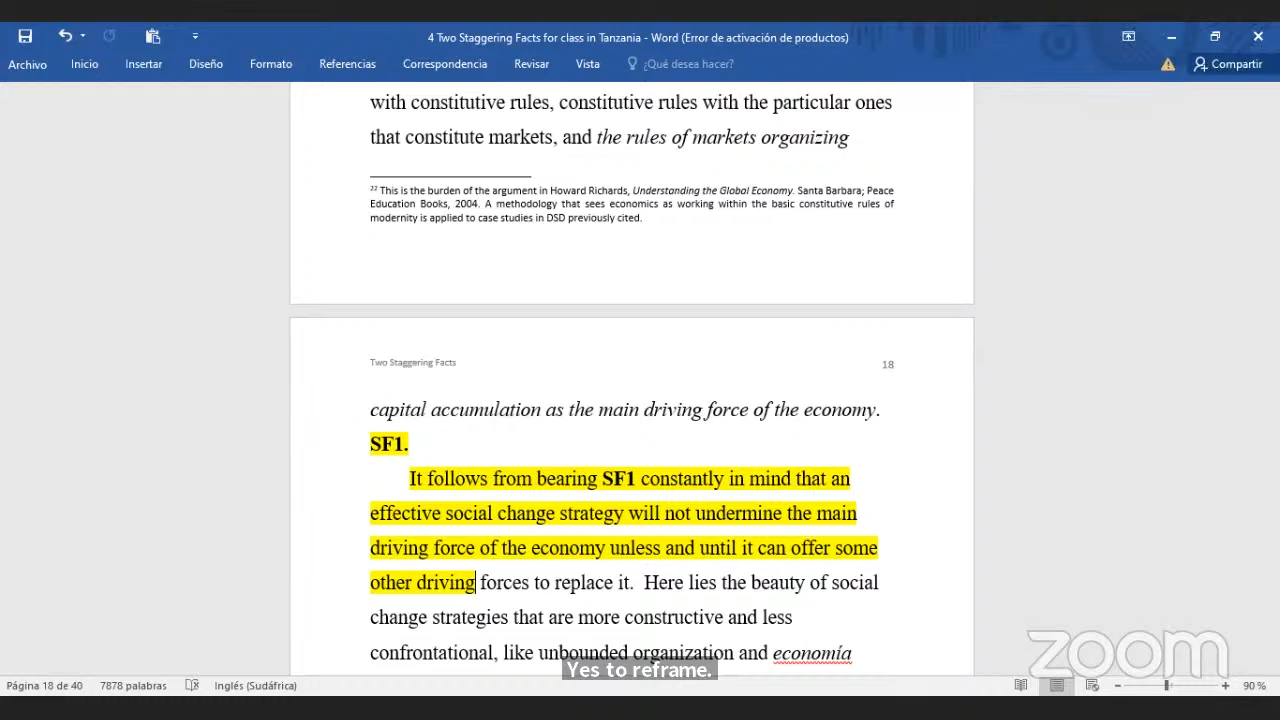 4 Two Staggering Facts for class in Tanzania - Word (Error de activación de productos)
Archivo Inicio Insertar Diseño Formato Referencias Correspondencia Revisar Vista ¿Qué desea hacer? Compartir
with constitutive rules, constitutive rules with the particular ones
that constitute markets, and the rules of markets organizing
22 This is the burden of the argument in Howard Richards, Understanding the Global Economy. Santa Barbara; Peace
Education Books, 2004. A methodology that sees economics as working within the basic constitutive rules of
modernity is applied to case studies in DSD previously cited.
Two Staggering Facts 18
capital accumulation as the main driving force of the economy.
SF1.
It follows from bearing SF1 constantly in mind that an
effective social change strategy will not undermine the main
driving force of the economy unless and until it can offer some
other driving forces to replace it. Here lies the beauty of social
change strategies that are more constructive and less
confrontational, like unbounded organization and economía
zoom
Yes to reframe.
Página 18 de 40 7878 palabras Inglés (Sudáfrica) 90 %